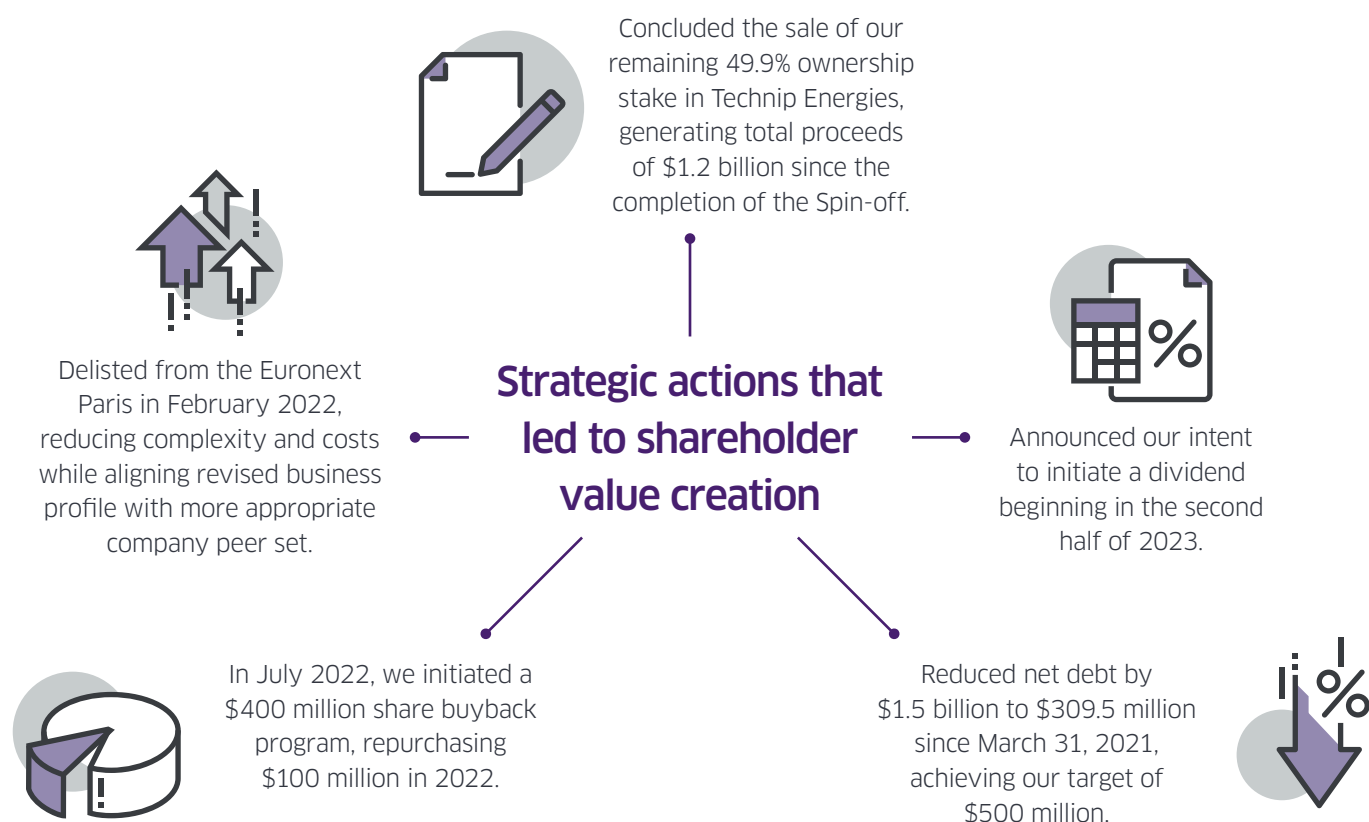 Concluded the sale of our
remaining 49.9% ownership
stake in Technip Energies,
generating total proceeds
of $1.2 billion since the
completion of the Spin-off.
Delisted from the Euronext
Paris in February 2022,
reducing complexity and costs
while aligning revised business
profile with more appropriate
company peer set.
Strategic actions that
led to shareholder
value creation
%
Announced our intent
to initiate a dividend
beginning in the second
half of 2023.
In July 2022, we initiated a
$400 million share buyback
program, repurchasing
$100 million in 2022.
Reduced net debt by
$1.5 billion to $309.5 million
since March 31, 2021,
achieving our target of
$500 million.
%